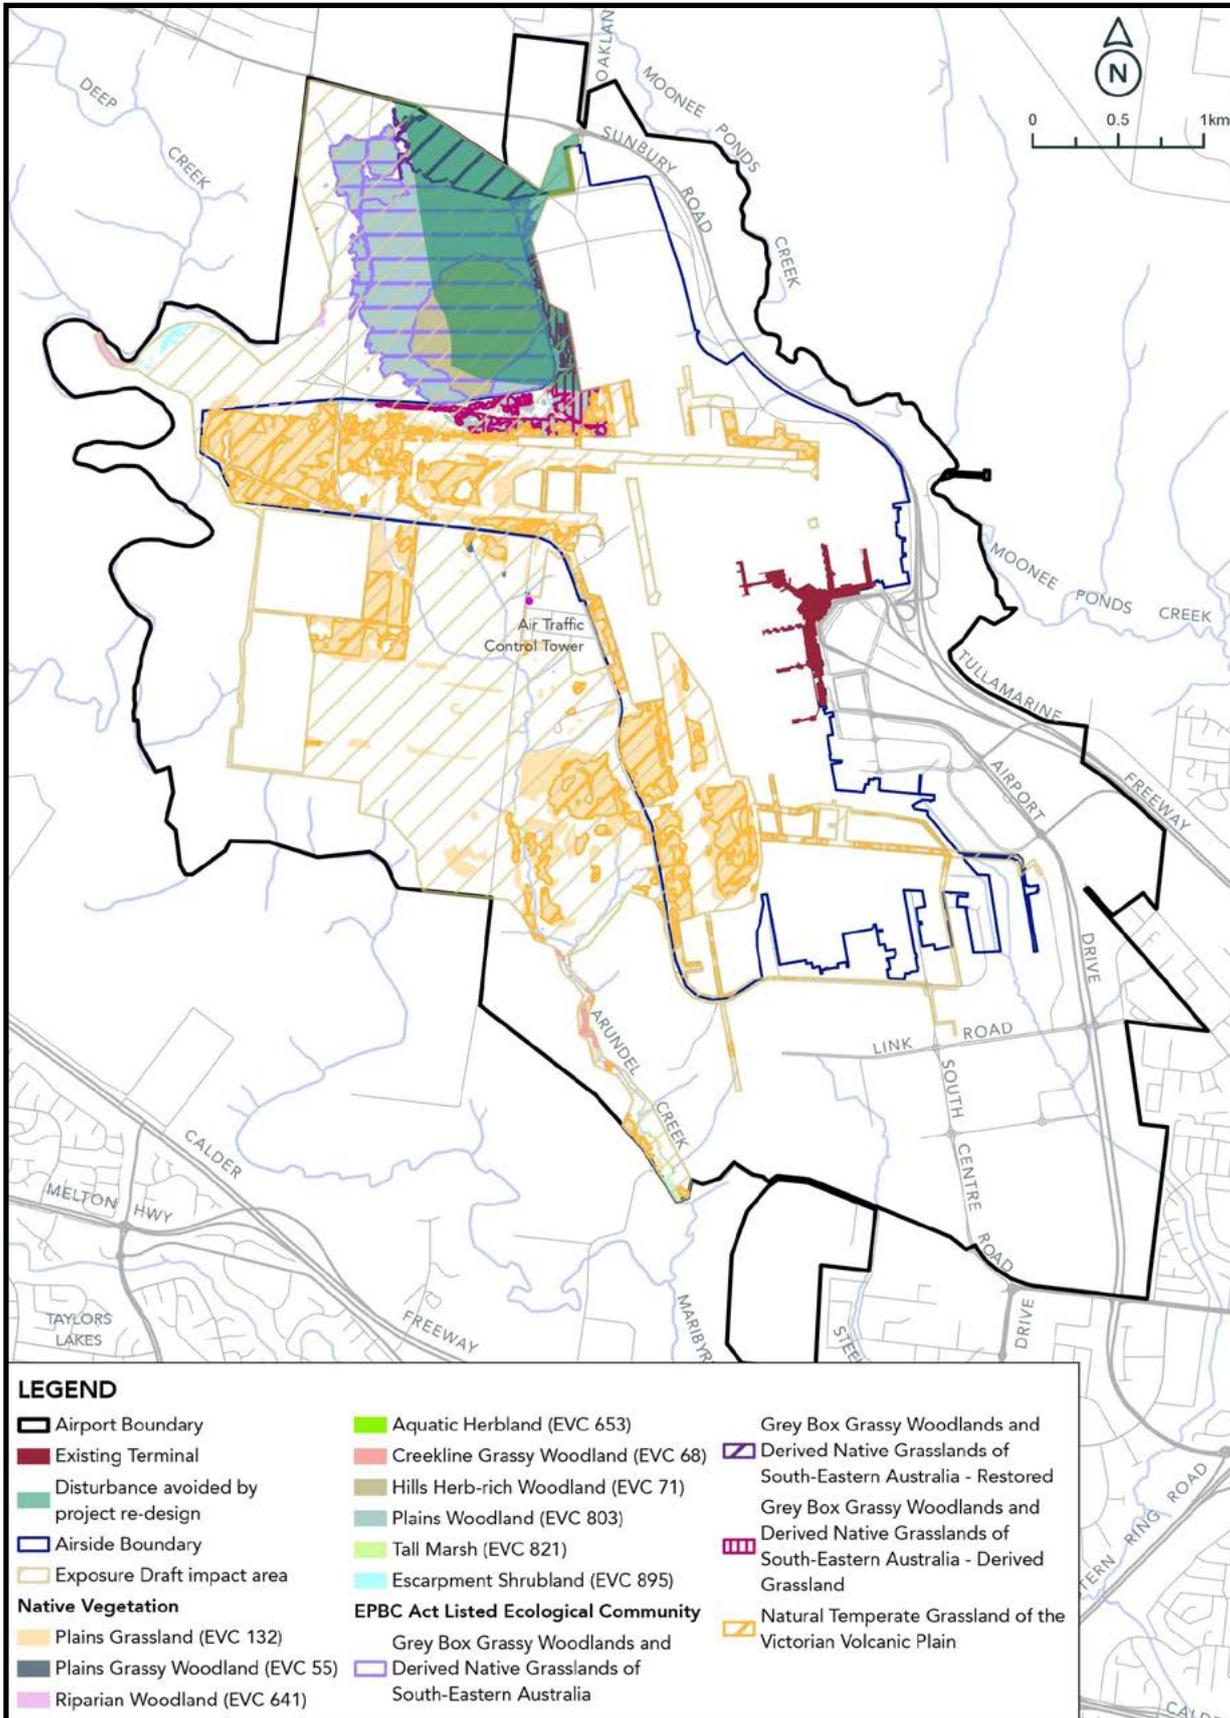 OAKLAN
MOONEE PONDS
CREEK
DEEP
CREEK
N
0 0.5 1km
SUNBURY ROAD
MOONEE PONDS CREEK
Air Traffic
Control Tower
TULLAMARINE
FREEWAY
AIRPORT
DRIVE
LINK ROAD
SOUTH CENTRE ROAD
ARUNDEL
CREEK
CALDER
FREEWAY
MELTON HWY
TAYLORS
LAKES
MARIBYR
STEEL
DRIVE
TERN RING ROAD
CALD
LEGEND
Airport Boundary
Existing Terminal
Disturbance avoided by
project re-design
Airside Boundary
Exposure Draft impact area
Native Vegetation
Plains Grassland (EVC 132)
Plains Grassy Woodland (EVC 55)
Riparian Woodland (EVC 641)
Aquatic Herbland (EVC 653)
Creekline Grassy Woodland (EVC 68)
Hills Herb-rich Woodland (EVC 71)
Plains Woodland (EVC 803)
Tall Marsh (EVC 821)
Escarpment Shrubland (EVC 895)
EPBC Act Listed Ecological Community
Grey Box Grassy Woodlands and
Derived Native Grasslands of
South-Eastern Australia
Grey Box Grassy Woodlands and
Derived Native Grasslands of
South-Eastern Australia - Restored
Grey Box Grassy Woodlands and
Derived Native Grasslands of
South-Eastern Australia - Derived
Grassland
Natural Temperate Grassland of the
Victorian Volcanic Plain